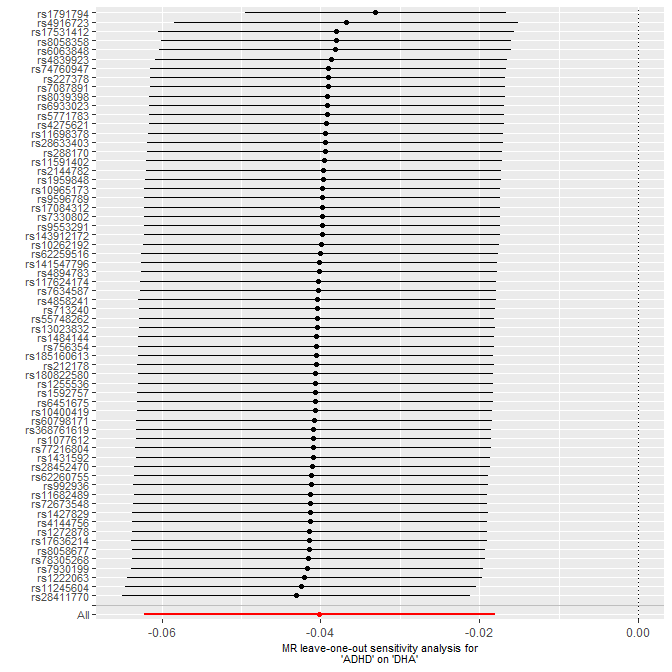 rs1791794
rs4916723
rs17531412
rs8058358
rs6063848
rs4839923
rs74760947
rs227378
rs7087891
rs8039398
rs6933023
rs5771783
rs4275621
rs11698378
rs28633403
rs288170
rs11591402
rs2144782
rs1959848
rs10965173
rs9596789
rs17084312
rs7330802
rs9553291
rs143912172
rs10262192
rs62259516
rs141547796
rs4894783
rs117624174
rs7634587
rs4858241
rs713240
rs55748262
rs13023832
rs1484144
rs756354
rs185160613
rs212178
rs180822580
rs1255536
rs1592757
rs6451675
rs10400419
rs60798171
rs368761619
rs1077612
rs77216804
rs1431592
rs28452470
rs62260755
rs992936
rs11682489
rs72673548
rs1427829
rs4144756
rs1272878
rs17636214
rs8058677
rs78305268
rs7930199
rs1222063
rs11245604
rs28411770
All
-0.06 -0.04 -0.02 0.00
MR leave-one-out sensitivity analysis for
'ADHD' on 'DHA'